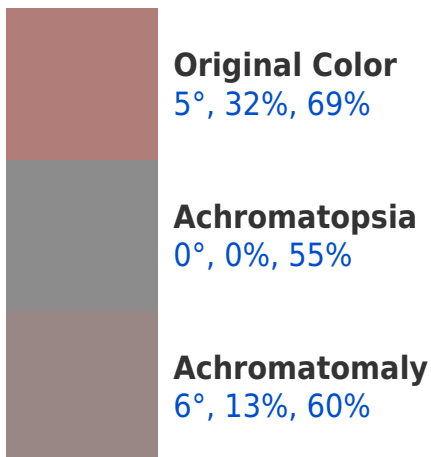 Original Color
5°, 32%, 69%
Achromatopsia
0°, 0%, 55%
Achromatomaly
6°, 13%, 60%